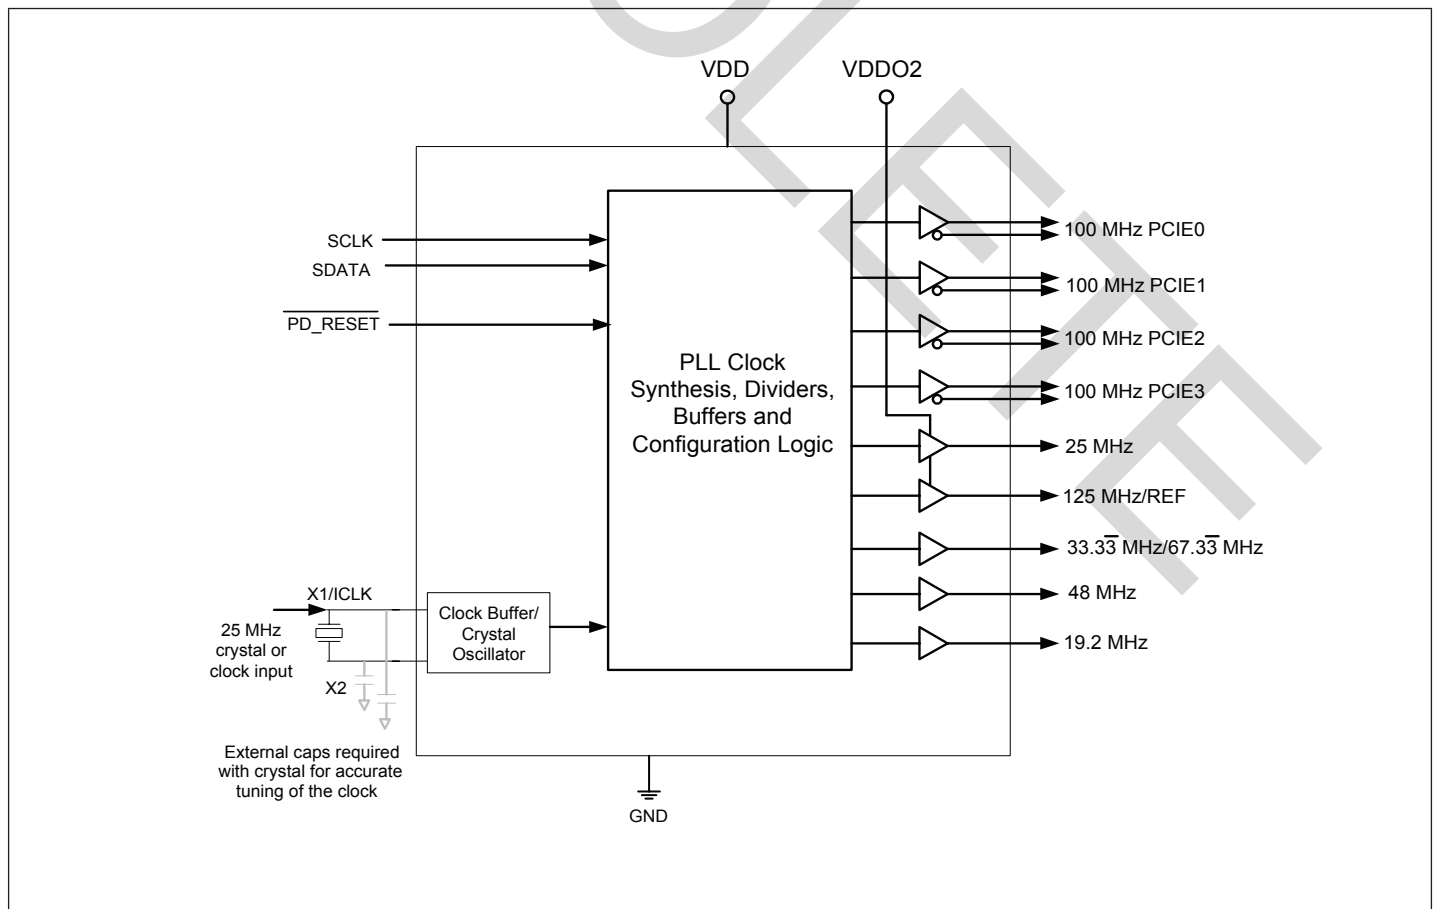 VDD
VDDO2
SCLK
SDATA
PD_RESET
PLL Clock
Synthesis, Dividers,
Buffers and
Configuration Logic
100 MHz PCIE0
100 MHz PCIE1
100 MHz PCIE2
100 MHz PCIE3
25 MHz
125 MHz/REF
33.33̅ MHz/67.33̅ MHz
48 MHz
19.2 MHz
X1/ICLK
25 MHz
crystal or
clock input
X2
Clock Buffer/
Crystal
Oscillator
External caps required
with crystal for accurate
tuning of the clock
GND